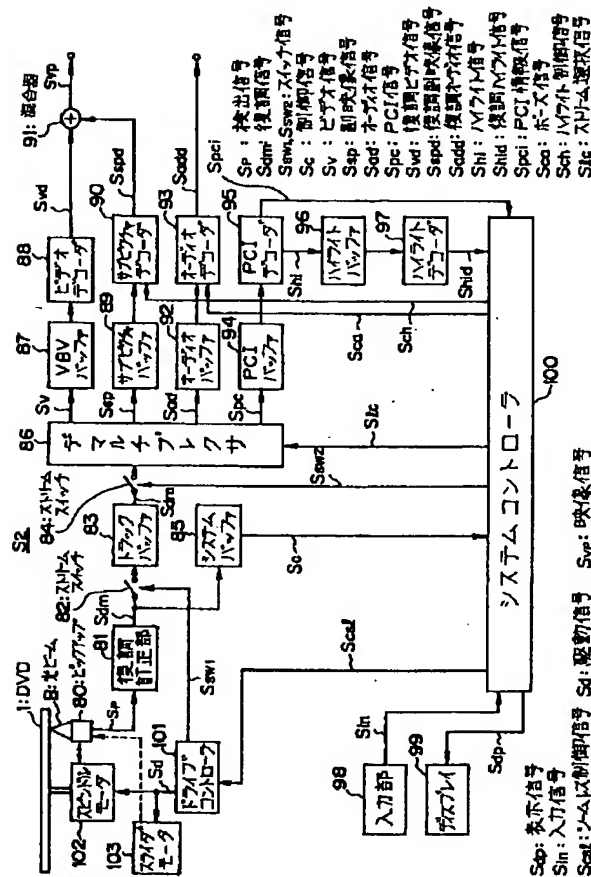 S2
1:DVD
B:光ビーム
80:ピックアップ
Sp
スピンドル
モータ
102
スライダ
モータ
103
Sd
ドライブ
コントローラ
101
復調
訂正部
81
Sdm
82:ストリーム
スイッチ
Ssw1
トラック
バッファ
83
84:ストリーム
スイッチ
Sdm
Ssw2
システム
バッファ
85
Sc
デマルチプレクサ
86
Sv
Ssp
Sad
Spc
Slc
VBV
バッファ
87
ビデオ
デコーダ
88
Svd
91:混合器
Svp
サブピクチャ
バッファ
89
サブピクチャ
デコーダ
90
Sspd
オーディオ
バッファ
92
オーディオ
デコーダ
93
Sadd
PCI
バッファ
94
PCI
デコーダ
95
Spci
Shi
ハイライト
バッファ
96
ハイライト
デコーダ
97
Shid
Sch
Sca
システムコントローラ
100
Scsl
入力部
98
Sin
ディスプレイ
99
Sdp
Sp:検出信号
Sdm:復調信号
Ssw1,Ssw2:スイッチ信号
Sc:制御信号
Sv:ビデオ信号
Ssp:副映像信号
Sad:オーディオ信号
Spc:PCI信号
Svd:復調ビデオ信号
Sspd:復調副映像信号
Sadd:復調オーディオ信号
Shi:ハイライト信号
Shid:復調ハイライト信号
Spci:PCI情報信号
Sca:ポーズ信号
Sch:ハイライト制御信号
Slc:ストリーム選択信号
Sdp:表示信号
Sin:入力信号
Scsl:シームレス制御信号 Sd:駆動信号 Svp:映像信号